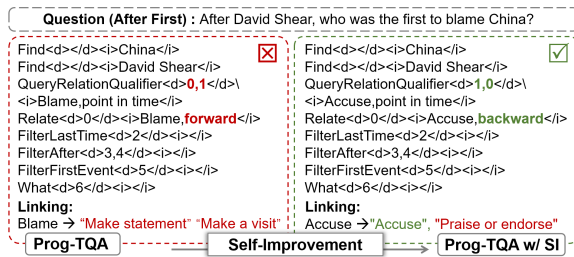 Question (After First) : After David Shear, who was the first to blame China?
Find<d></d><i>China</i>
Find<d></d><i>David Shear</i>
QueryRelationQualifier<d>0,1</d>\
<i>Blame,point in time</i>
Relate<d>0</d><i>Blame,forward</i>
FilterLastTime<d>2</d><i></i>
FilterAfter<d>3,4</d><i></i>
FilterFirstEvent<d>5</d><i></i>
What<d>6</d><i></i>
Linking:
Blame → “Make statement” “Make a visit”
Prog-TQA
Find<d></d><i>China</i>
Find<d></d><i>David Shear</i>
QueryRelationQualifier<d>1,0</d>\
<i>Accuse,point in time</i>
Relate<d>0</d><i>Accuse,backward</i>
FilterLastTime<d>2</d><i></i>
FilterAfter<d>3,4</d><i></i>
FilterFirstEvent<d>5</d><i></i>
What<d>6</d><i></i>
Linking:
Accuse →"Accuse", "Praise or endorse"
Self-Improvement
Prog-TQA w/ SI